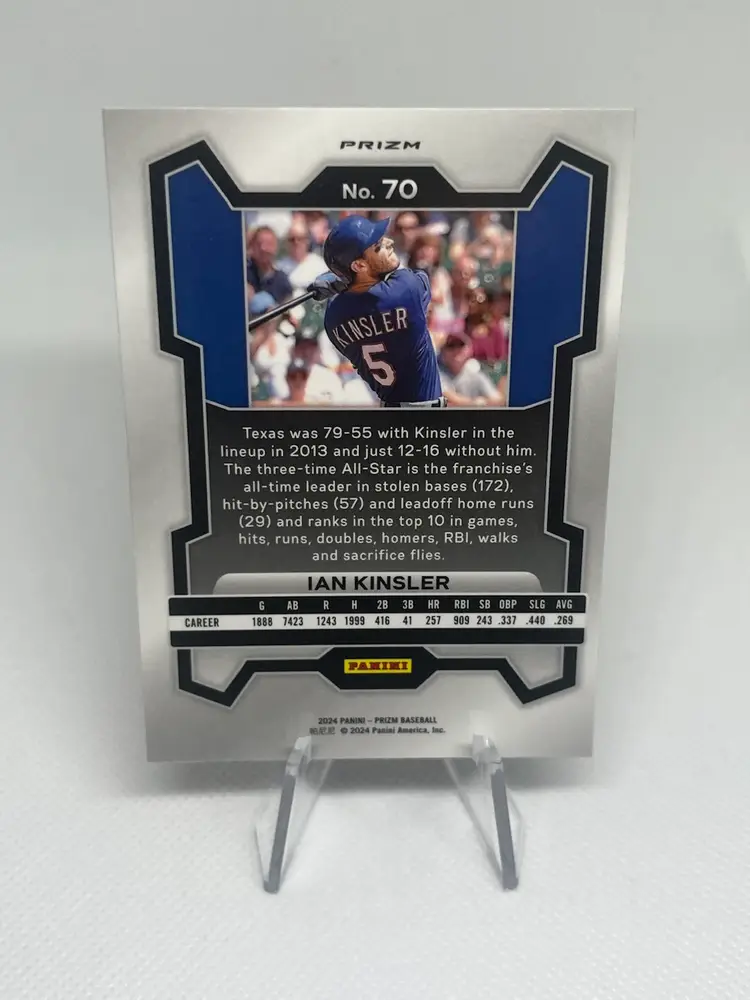 PRIZM
No. 70
KINSLER
5
Texas was 79-55 with Kinsler in the
lineup in 2013 and just 12-16 without him.
The three-time All-Star is the franchise's
all-time leader in stolen bases (172),
hit-by-pitches (57) and leadoff home runs
(29) and ranks in the top 10 in games,
hits, runs, doubles, homers, RBI, walks
and sacrifice flies.
IAN KINSLER
G AB R H 2B 3B HR RBI SB OBP SLG AVG
CAREER 1888 7423 1243 1999 416 41 257 909 243 .337 .440 .269
PANINI
2024 PANINI – PRIZM BASEBALL
帕尼尼 © 2024 Panini America, Inc.